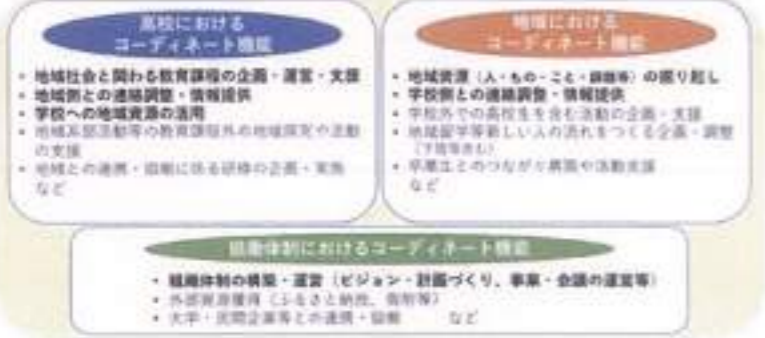 高校における
コーディネート機能
・地域社会と関わる教育課程の企画・運営・支援
・地域側との連絡調整・情報提供
・学校への地域資源の活用
・地域系部活動等の教育課程外の地域探究や活動
の支援
・地域との連携・協働に係る研修の企画・実施
など
地域における
コーディネート機能
・地域資源(人・もの・こと・課題等)の掘り起し
・学校側との連絡調整・情報提供
・学校外での高校生を含む活動の企画・支援
・地域留学等新しい人の流れをつくる企画・調整
・卒業生とのつながり構築や活動支援
など
協働体制におけるコーディネート機能
・組織体制の構築・運営(ビジョン・計画づくり、事業・会議の運営等)
・外部資源獲得(ふるさと納税、等)
・大学・民間企業等との連携・協働 など